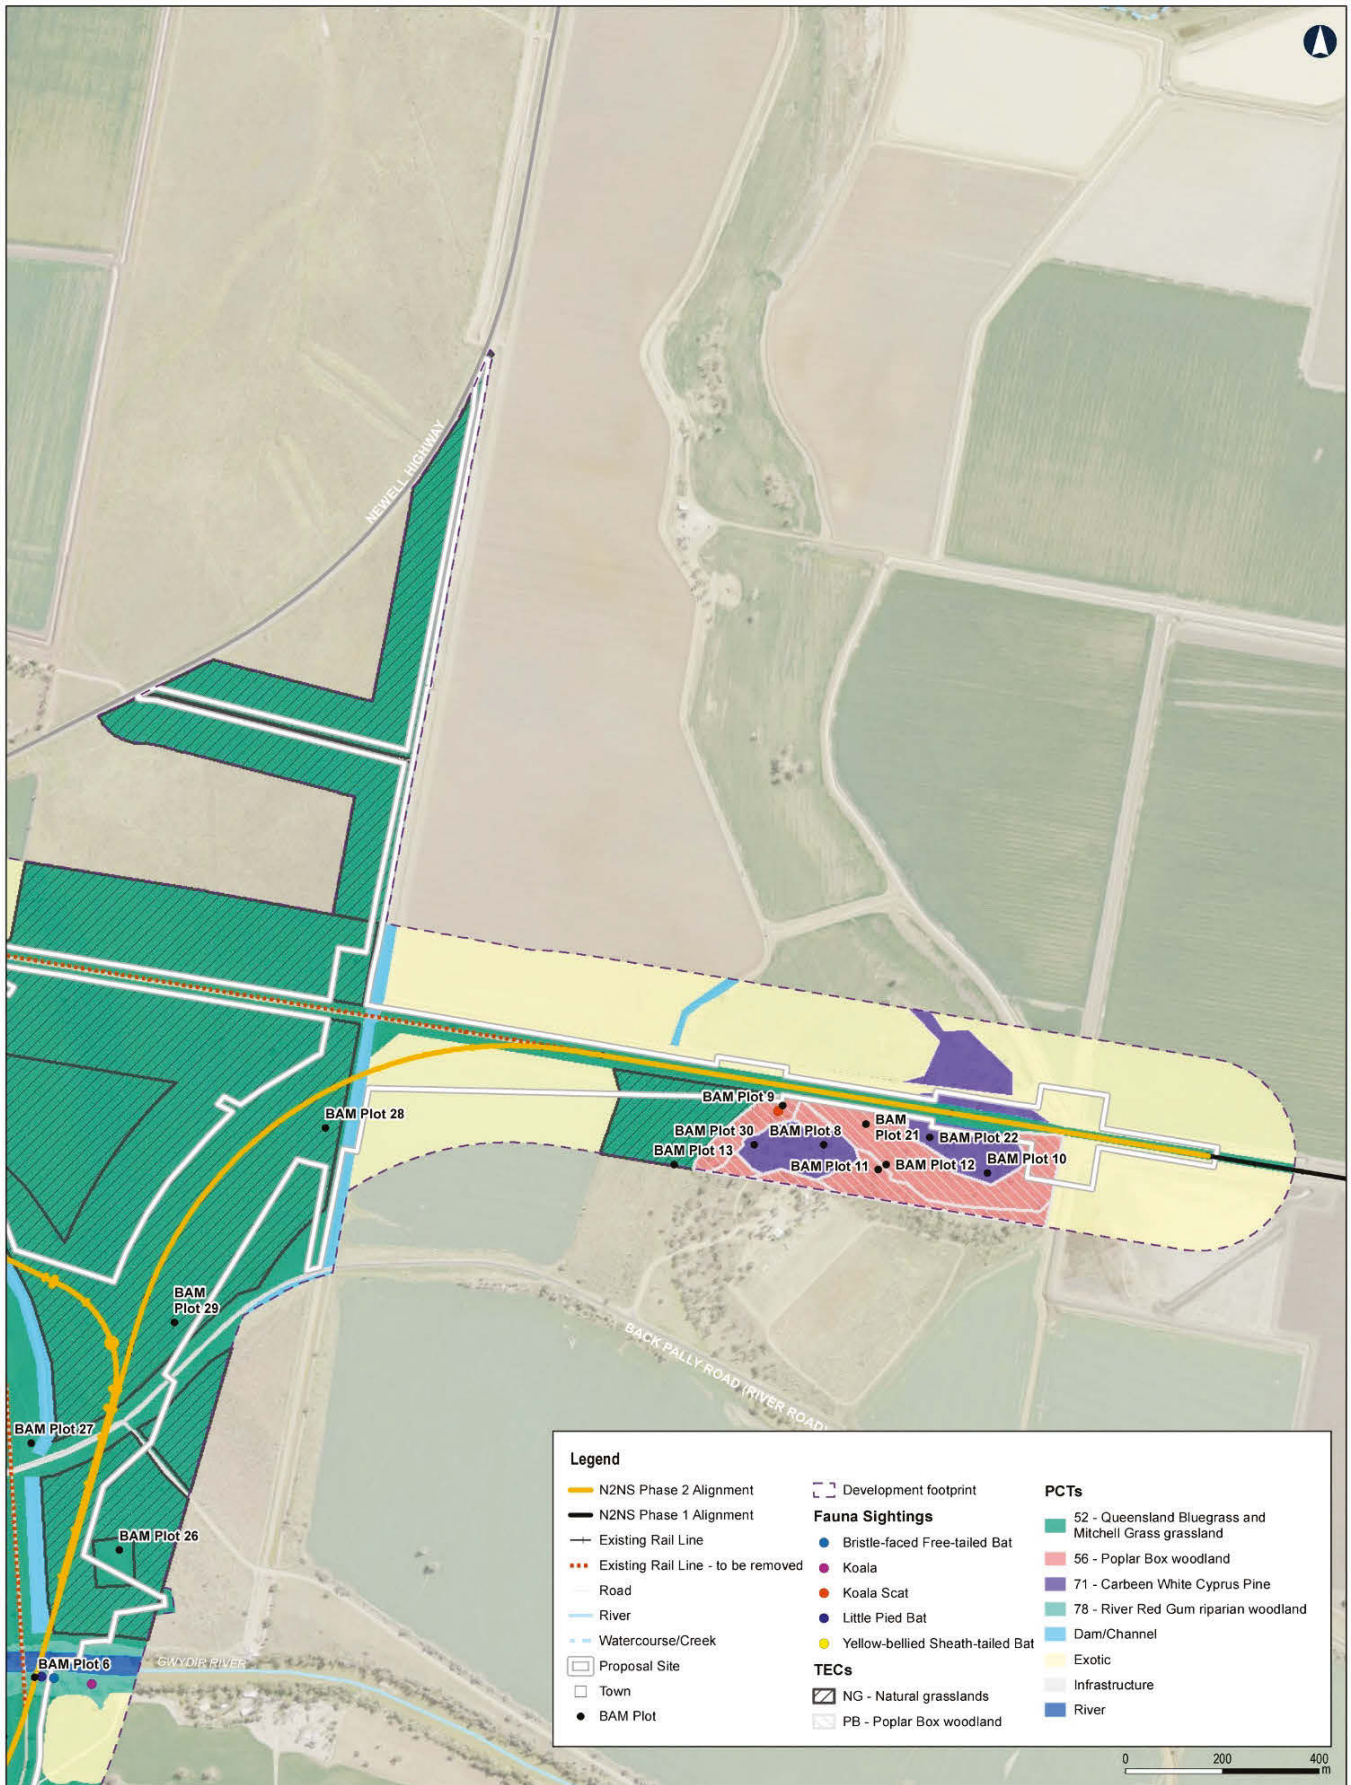 NEWELL HIGHWAY
BAM Plot 28
BAM Plot 9
BAM Plot 30
BAM Plot 8
BAM
Plot 21
BAM Plot 22
BAM Plot 13
BAM Plot 11
BAM Plot 12
BAM Plot 10
BAM
Plot 29
BACK PALLY ROAD (RIVER ROAD)
BAM Plot 27
BAM Plot 26
BAM Plot 6
GWYDIR RIVER
Legend
N2NS Phase 2 Alignment
N2NS Phase 1 Alignment
Existing Rail Line
Existing Rail Line - to be removed
Road
River
Watercourse/Creek
Proposal Site
Town
BAM Plot
Development footprint
Fauna Sightings
Bristle-faced Free-tailed Bat
Koala
Koala Scat
Little Pied Bat
Yellow-bellied Sheath-tailed Bat
TECs
NG - Natural grasslands
PB - Poplar Box woodland
PCTs
52 - Queensland Bluegrass and
Mitchell Grass grassland
56 - Poplar Box woodland
71 - Carbeen White Cyprus Pine
78 - River Red Gum riparian woodland
Dam/Channel
Exotic
Infrastructure
River
0 200 400
m